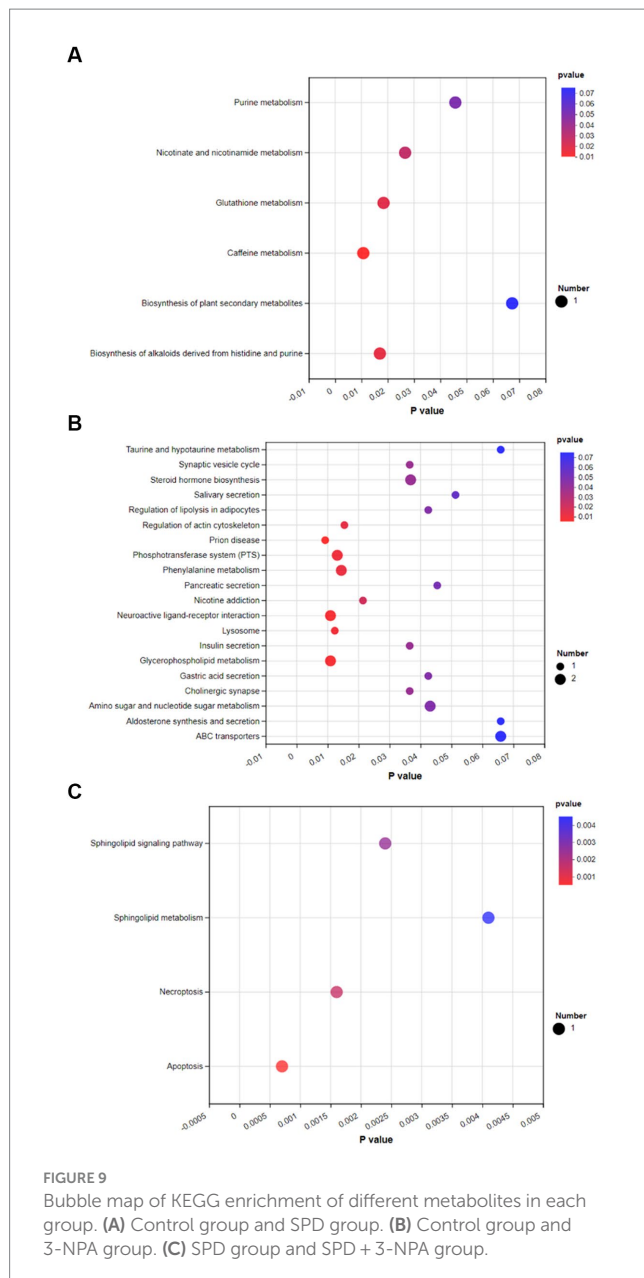 A
pvalue
0.07
0.06
0.05
0.04
0.03
0.02
0.01
Purine metabolism
Nicotinate and nicotinamide metabolism
Glutathione metabolism
Caffeine metabolism
Biosynthesis of plant secondary metabolites
Biosynthesis of alkaloids derived from histidine and purine
Number
1
-0.01 0 0.01 0.02 0.03 0.04 0.05 0.06 0.07 0.08
P value
B
pvalue
0.07
0.06
0.05
0.04
0.03
0.02
0.01
Taurine and hypotaurine metabolism
Synaptic vesicle cycle
Steroid hormone biosynthesis
Salivary secretion
Regulation of lipolysis in adipocytes
Regulation of actin cytoskeleton
Prion disease
Phosphotransferase system (PTS)
Phenylalanine metabolism
Pancreatic secretion
Nicotine addiction
Neuroactive ligand-receptor interaction
Lysosome
Insulin secretion
Glycerophospholipid metabolism
Gastric acid secretion
Cholinergic synapse
Amino sugar and nucleotide sugar metabolism
Aldosterone synthesis and secretion
ABC transporters
Number
1
2
-0.01 0 0.01 0.02 0.03 0.04 0.05 0.06 0.07 0.08
P value
C
pvalue
0.004
0.003
0.002
0.001
Sphingolipid signaling pathway
Sphingolipid metabolism
Necroptosis
Apoptosis
Number
1
-0.0005 0 0.0005 0.001 0.0015 0.002 0.0025 0.003 0.0035 0.004 0.0045 0.005
P value
FIGURE 9
Bubble map of KEGG enrichment of different metabolites in each
group. (A) Control group and SPD group. (B) Control group and
3-NPA group. (C) SPD group and SPD + 3-NPA group.